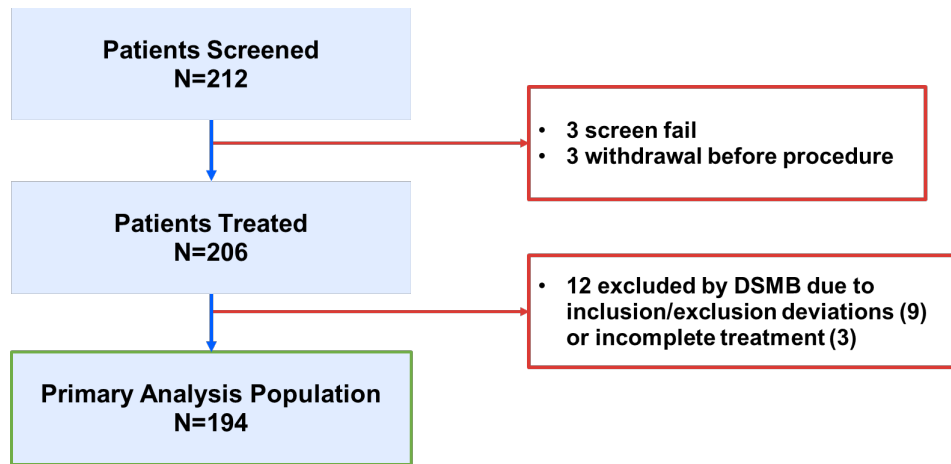 Patients Screened
N=212
• 3 screen fail
• 3 withdrawal before procedure
Patients Treated
N=206
• 12 excluded by DSMB due to
inclusion/exclusion deviations (9)
or incomplete treatment (3)
Primary Analysis Population
N=194